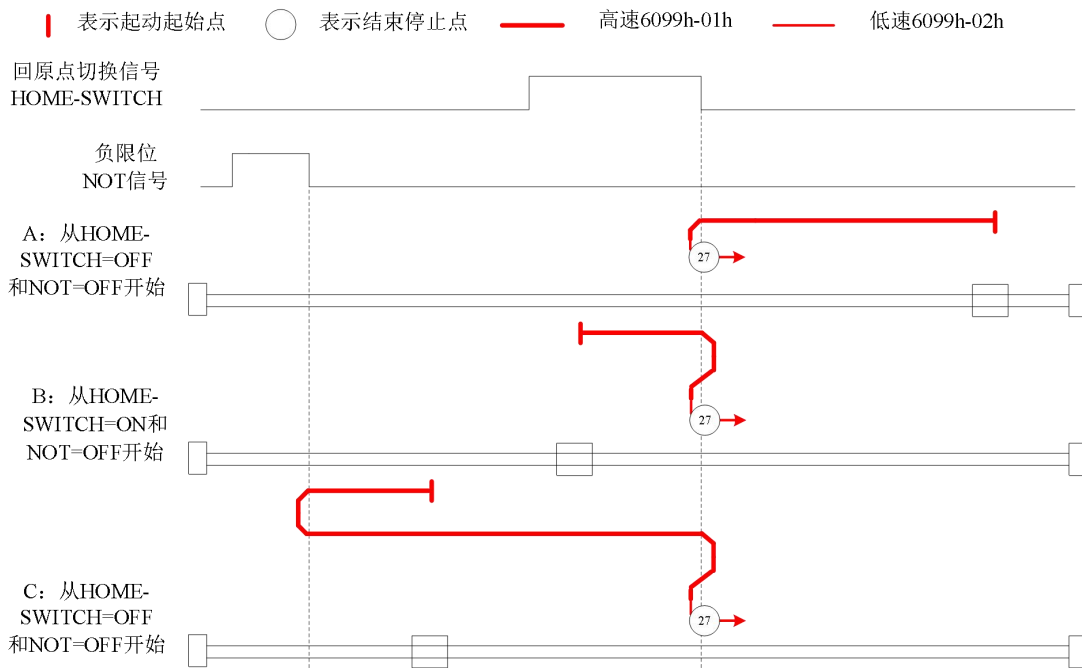 表示起动起始点 表示结束停止点 高速6099h-01h 低速6099h-02h
回原点切换信号
HOME-SWITCH
负限位
NOT信号
A：从HOME-
SWITCH=OFF
和NOT=OFF开始
27
B：从HOME-
SWITCH=ON和
NOT=OFF开始
27
C：从HOME-
SWITCH=OFF
和NOT=OFF开始
27